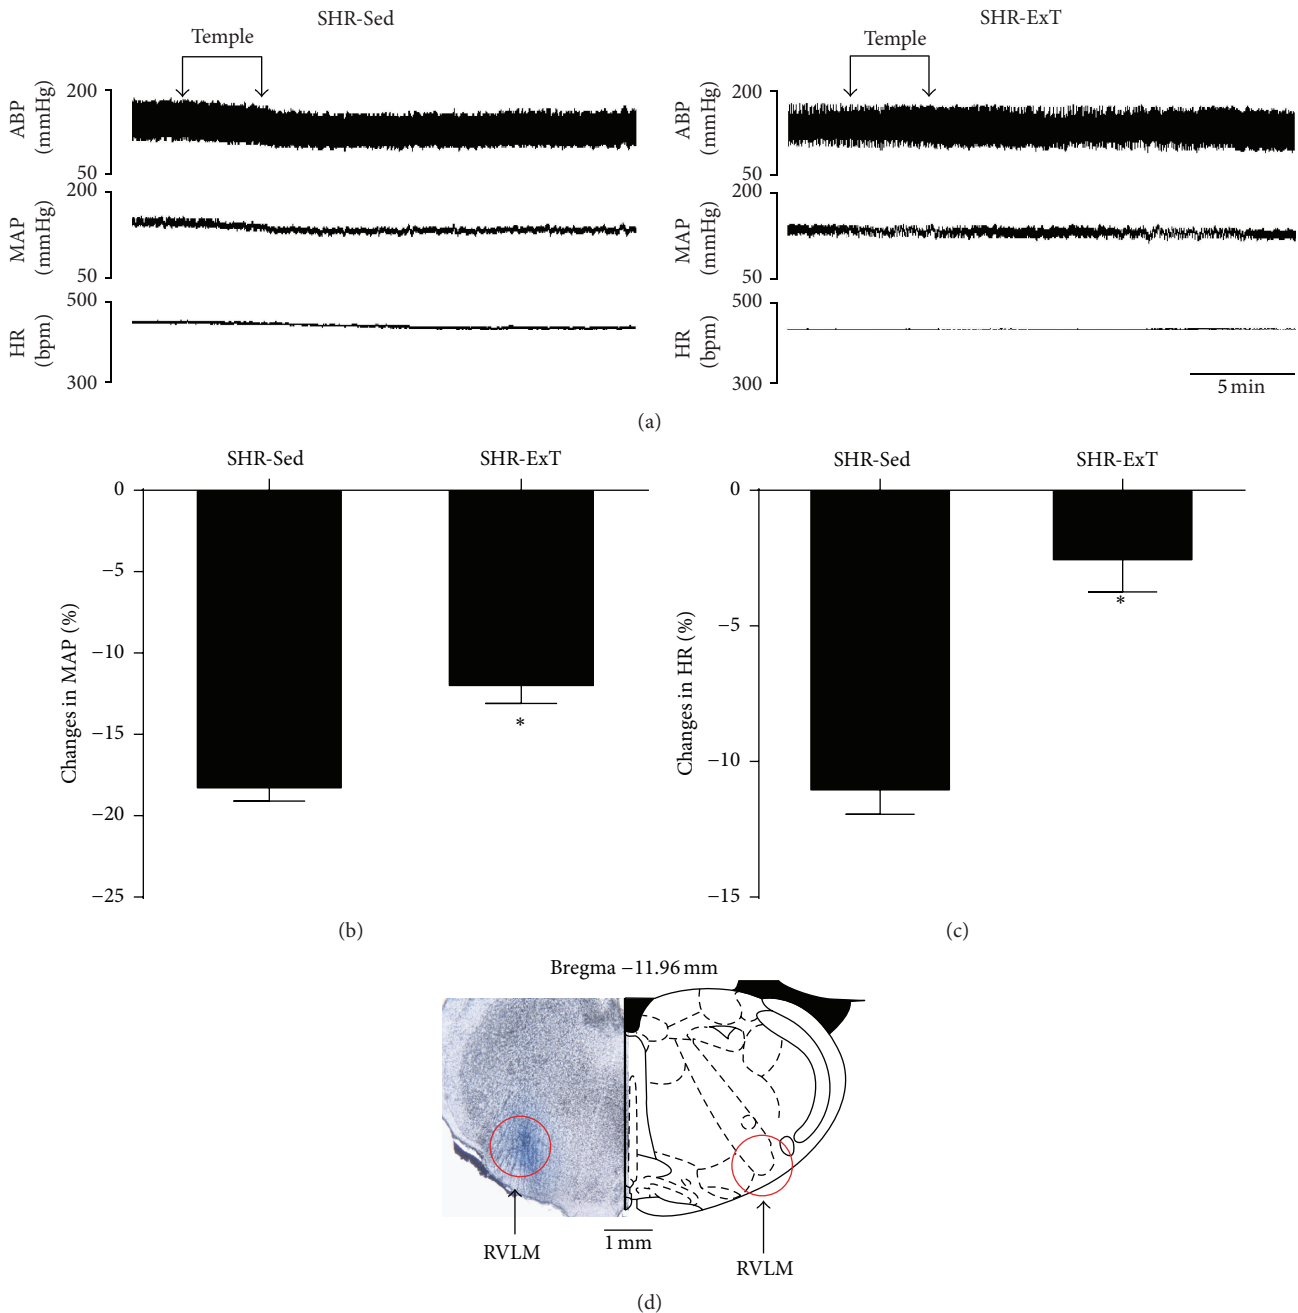 SHR-Sed
Temple
ABP
(mmHg)
200
50
MAP
(mmHg)
200
50
HR
(bpm)
500
300
SHR-ExT
Temple
ABP
(mmHg)
200
50
MAP
(mmHg)
200
50
HR
(bpm)
500
300
5 min
(a)
SHR-Sed
SHR-ExT
0
−5
−10
−15
−20
−25
Changes in MAP (%)
*
(b)
SHR-Sed
SHR-ExT
0
−5
−10
−15
Changes in HR (%)
*
(c)
Bregma −11.96 mm
RVLM
1 mm
RVLM
(d)